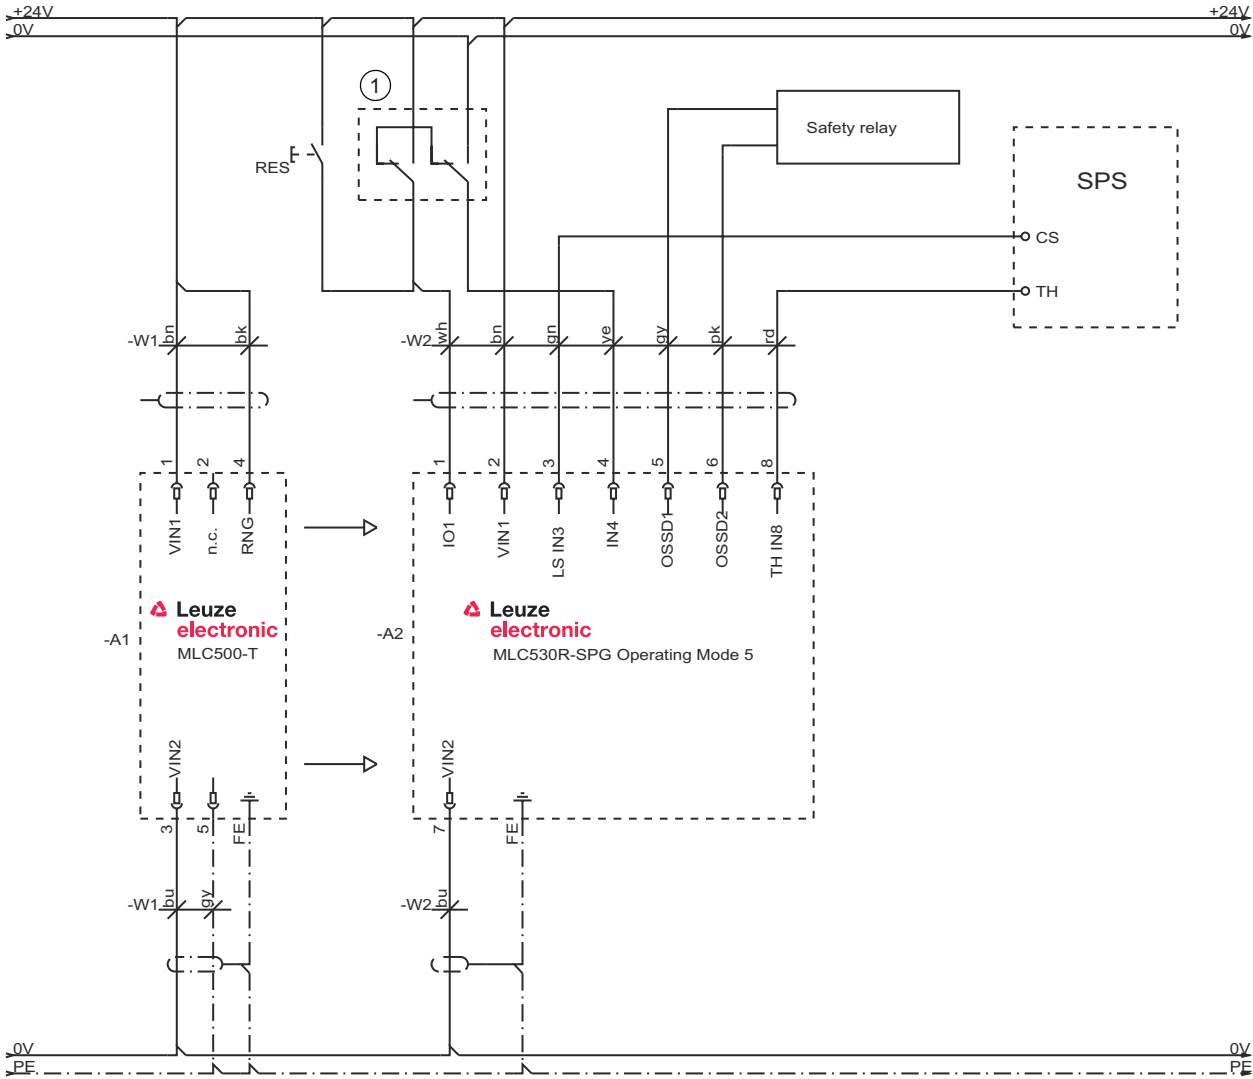 +24V
+24V
0V
0V
1
Safety relay
RES
SPS
CS
TH
-W1
bn
bk
-W2
wh
bn
gn
ye
gy
pk
rd
1
2
4
1
2
3
4
5
6
8
VIN1
n.c.
RNG
IO1
VIN1
LS IN3
IN4
OSSD1
OSSD2
TH IN8
Leuze
electronic
MLC500-T
-A1
Leuze
electronic
MLC530R-SPG Operating Mode 5
-A2
VIN2
VIN2
3
5
FE
7
FE
-W1
bu
gy
-W2
bu
0V
0V
PE
PE